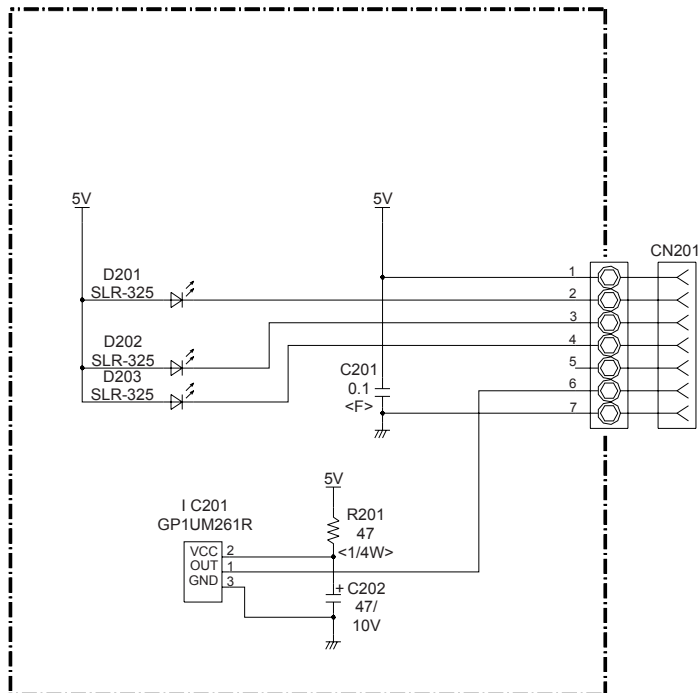 5V
5V
CN201
D201
SLR-325
1
2
3
D202
SLR-325
4
D203
SLR-325
C201
0.1
<F>
5
6
7
5V
I C201
GP1UM261R
R201
47
<1/4W>
VCC 2
OUT 1
GND 3
+ C202
47/
10V